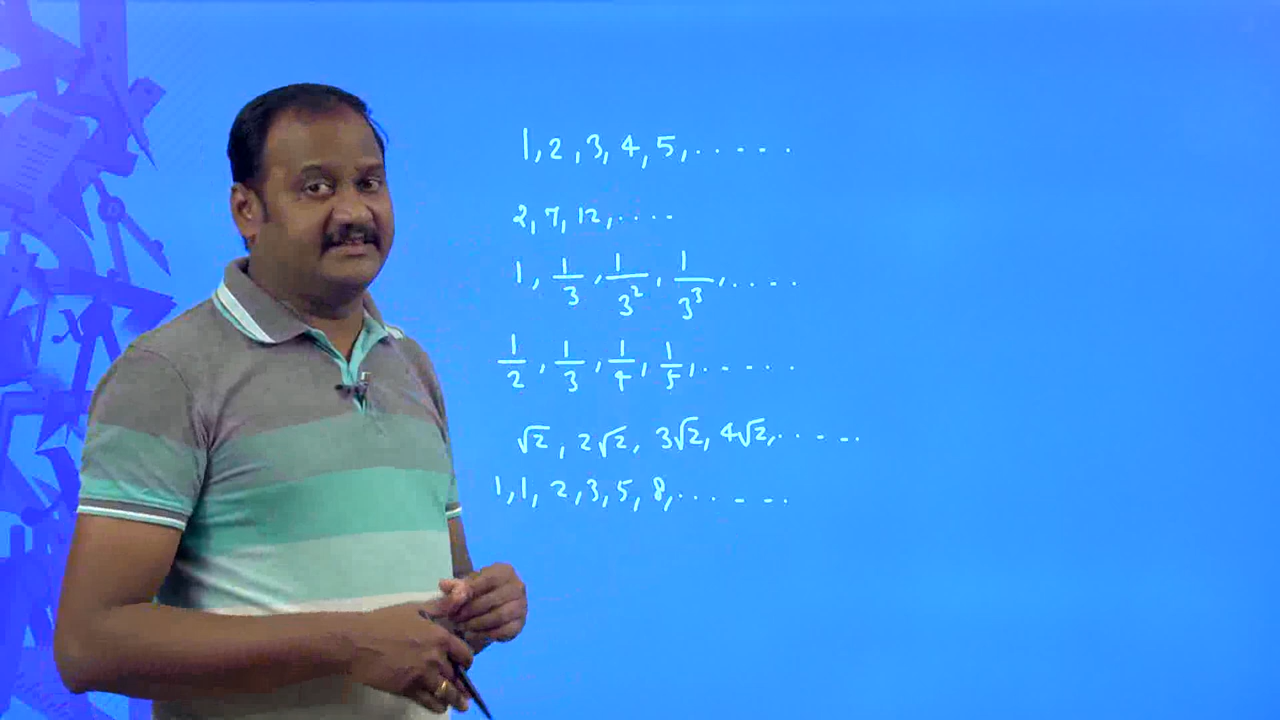 1, 2, 3, 4, 5, ........
2, 7, 12, ....
1, 1/3, 1/3², 1/3³, ....
1/2, 1/3, 1/4, 1/5, ......
√2, 2√2, 3√2, 4√2, ......
1, 1, 2, 3, 5, 8, ......